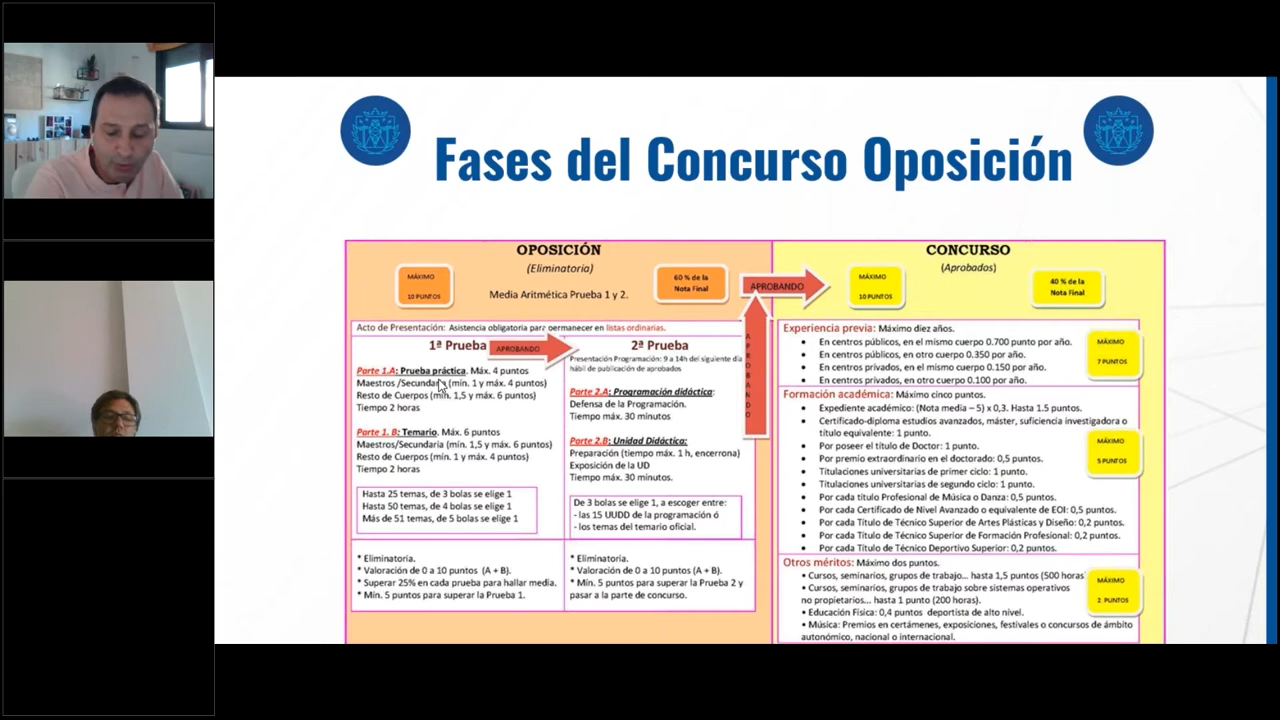 Fases del Concurso Oposición
OPOSICIÓN
(Eliminatoria)
MÁXIMO
10 PUNTOS
Media Aritmética Prueba 1 y 2.
60 % de la
Nota Final
APROBANDO
Acto de Presentación: Asistencia obligatoria para permanecer en listas ordinarias.
1ª Prueba
APROBANDO
Parte 1.A: Prueba práctica. Máx. 4 puntos
Maestros /Secundaria (mín. 1 y máx. 4 puntos)
Resto de Cuerpos (mín. 1,5 y máx. 6 puntos)
Tiempo 2 horas
Parte 1. B: Temario. Máx. 6 puntos
Maestros/Secundaria (mín. 1,5 y máx. 6 puntos)
Resto de Cuerpos (mín. 1 y máx. 4 puntos)
Tiempo 2 horas
Hasta 25 temas, de 3 bolas se elige 1
Hasta 50 temas, de 4 bolas se elige 1
Más de 51 temas, de 5 bolas se elige 1
* Eliminatoria.
* Valoración de 0 a 10 puntos (A + B).
* Superar 25% en cada prueba para hallar media.
* Min. 5 puntos para superar la Prueba 1.
2ª Prueba
Presentación Programación: 9 a 14h del siguiente día
hábil de publicación de aprobados
Parte 2.A: Programación didáctica:
Defensa de la Programación.
Tiempo máx. 30 minutos
Parte 2.B: Unidad Didáctica:
Preparación (tiempo máx. 1 h, encerrona)
Exposición de la UD
Tiempo máx. 30 minutos.
De 3 bolas se elige 1, a escoger entre:
- las 15 UUDD de la programación ó
- los temas del temario oficial.
* Eliminatoria.
* Valoración de 0 a 10 puntos (A + B).
* Mín. 5 puntos para superar la Prueba 2 y
pasar a la parte de concurso.
APROBANDO
CONCURSO
(Aprobados)
MÁXIMO
10 PUNTOS
40 % de la
Nota Final
Experiencia previa: Máximo diez años.
• En centros públicos, en el mismo cuerpo 0.700 punto por año.
• En centros públicos, en otro cuerpo 0.350 por año.
• En centros privados, en el mismo cuerpo 0.150 por año.
• En centros privados, en otro cuerpo 0.100 por año.
MÁXIMO
7 PUNTOS
Formación académica: Máximo cinco puntos.
• Expediente académico: (Nota media – 5) x 0,3. Hasta 1.5 puntos.
• Certificado-diploma estudios avanzados, máster, suficiencia investigadora o
título equivalente: 1 punto.
• Por poseer el título de Doctor: 1 punto.
• Por premio extraordinario en el doctorado: 0,5 puntos.
• Titulaciones universitarias de primer ciclo: 1 punto.
• Titulaciones universitarias de segundo ciclo: 1 punto.
• Por cada título Profesional de Música o Danza: 0,5 puntos.
• Por cada Certificado de Nivel Avanzado o equivalente de EOI: 0,5 puntos.
• Por cada Título de Técnico Superior de Artes Plásticas y Diseño: 0,2 puntos.
• Por cada Título de Técnico Superior de Formación Profesional: 0,2 puntos.
• Por cada Título de Técnico Deportivo Superior: 0,2 puntos.
MÁXIMO
5 PUNTOS
Otros méritos: Máximo dos puntos.
• Cursos, seminarios, grupos de trabajo... hasta 1,5 puntos (500 horas
• Cursos, seminarios, grupos de trabajo sobre sistemas operativos
no propietarios... hasta 1 punto (200 horas).
• Educación Física: 0,4 puntos deportista de alto nivel.
• Música: Premios en certámenes, exposiciones, festivales o concursos de ámbito
autonómico, nacional o internacional.
MÁXIMO
2 PUNTOS